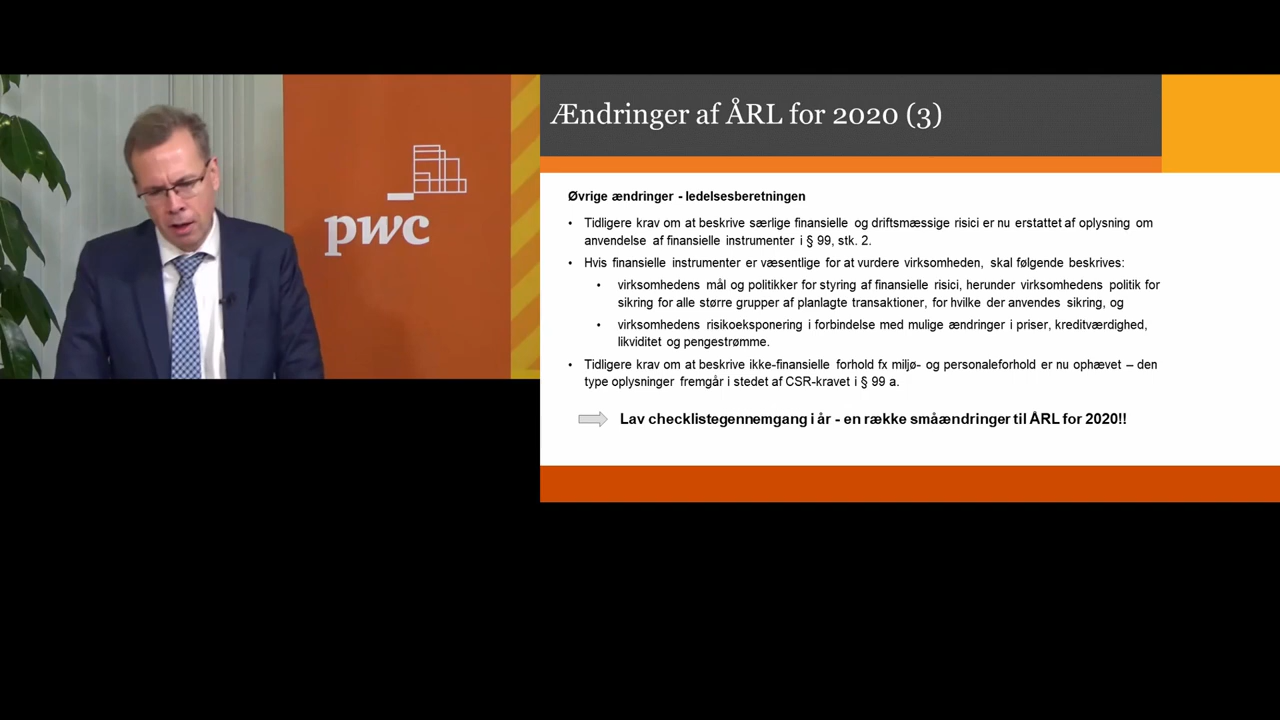 pwc
Ændringer af ÅRL for 2020 (3)
Øvrige ændringer - ledelsesberetningen
• Tidligere krav om at beskrive særlige finansielle og driftsmæssige risici er nu erstattet af oplysning om
anvendelse af finansielle instrumenter i § 99, stk. 2.
• Hvis finansielle instrumenter er væsentlige for at vurdere virksomheden, skal følgende beskrives:
• virksomhedens mål og politikker for styring af finansielle risici, herunder virksomhedens politik for
sikring for alle større grupper af planlagte transaktioner, for hvilke der anvendes sikring, og
• virksomhedens risikoeksponering i forbindelse med mulige ændringer i priser, kreditværdighed,
likviditet og pengestrømme.
• Tidligere krav om at beskrive ikke-finansielle forhold fx miljø- og personaleforhold er nu ophævet – den
type oplysninger fremgår i stedet af CSR-kravet i § 99 a.
Lav checklistegennemgang i år - en række småændringer til ÅRL for 2020!!